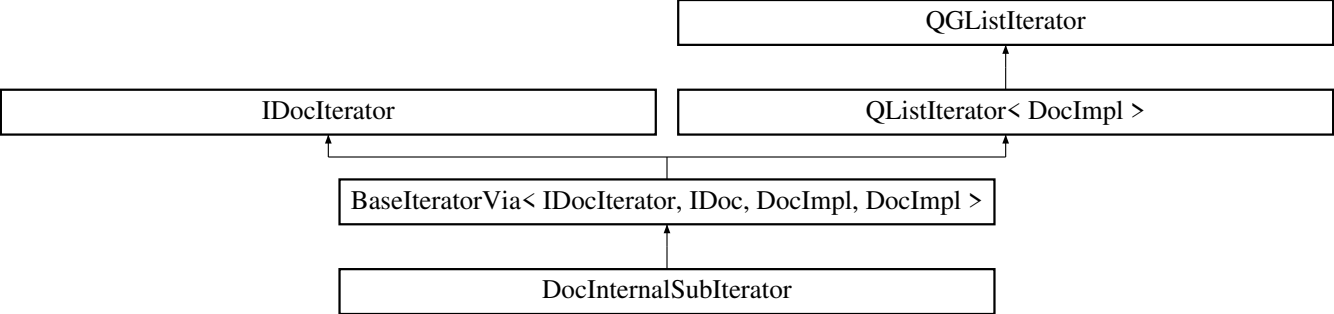 QGListIterator
IDocIterator
QListIterator< DocImpl >
BaseIteratorVia< IDocIterator, IDoc, DocImpl, DocImpl >
DocInternalSubIterator